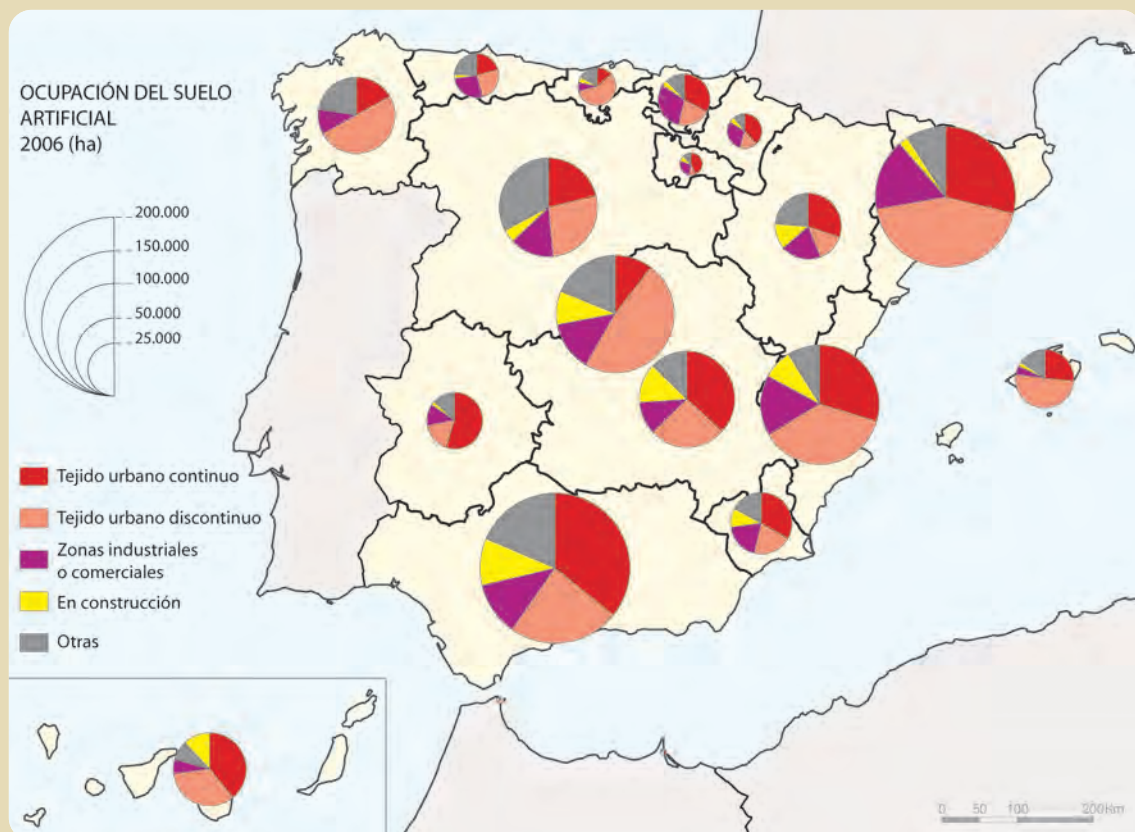 OCUPACIÓN DEL SUELO
ARTIFICIAL
2006 (ha)
200.000
150.000
100.000
50.000
25.000
Tejido urbano continuo
Tejido urbano discontinuo
Zonas industriales
o comerciales
En construcción
Otras
0 50 100 200 Km